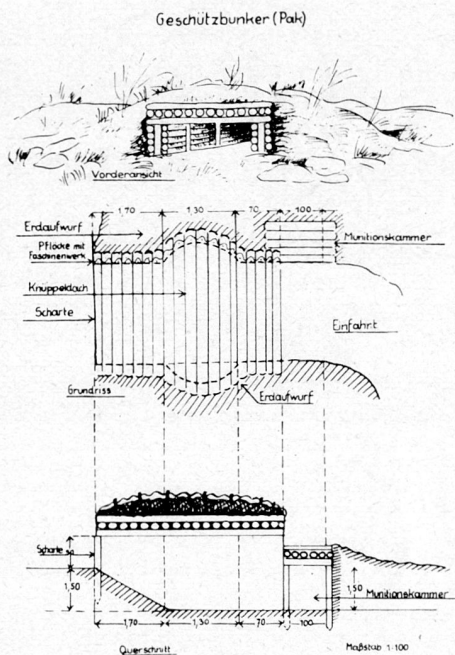 Geschützbunker (Pak)
Vorderansicht
1,70 1,30 70 100
Erdaufwurf
Munitionskammer
Pflöcke mit
Faschinenwerk
Knüppeldach
Scharte
Einfahrt
Grundriss
Erdaufwurf
Scharte
1,50
1,50
Munitionskammer
1,70 1,30 70 100
Querschnitt
Maßstab 1:100